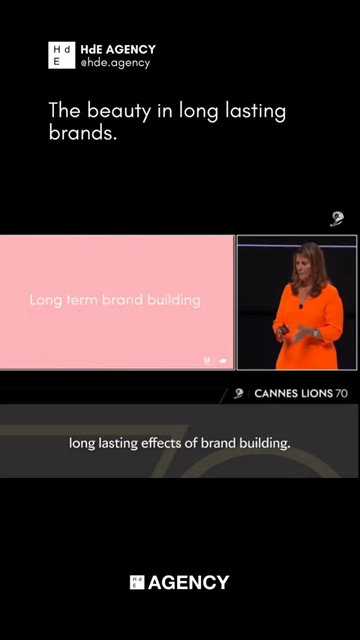 H d
E
HdE AGENCY
@hde.agency
The beauty in long lasting
brands.
Long term brand building
CANNES LIONS 70
long lasting effects of brand building.
H d
E
AGENCY